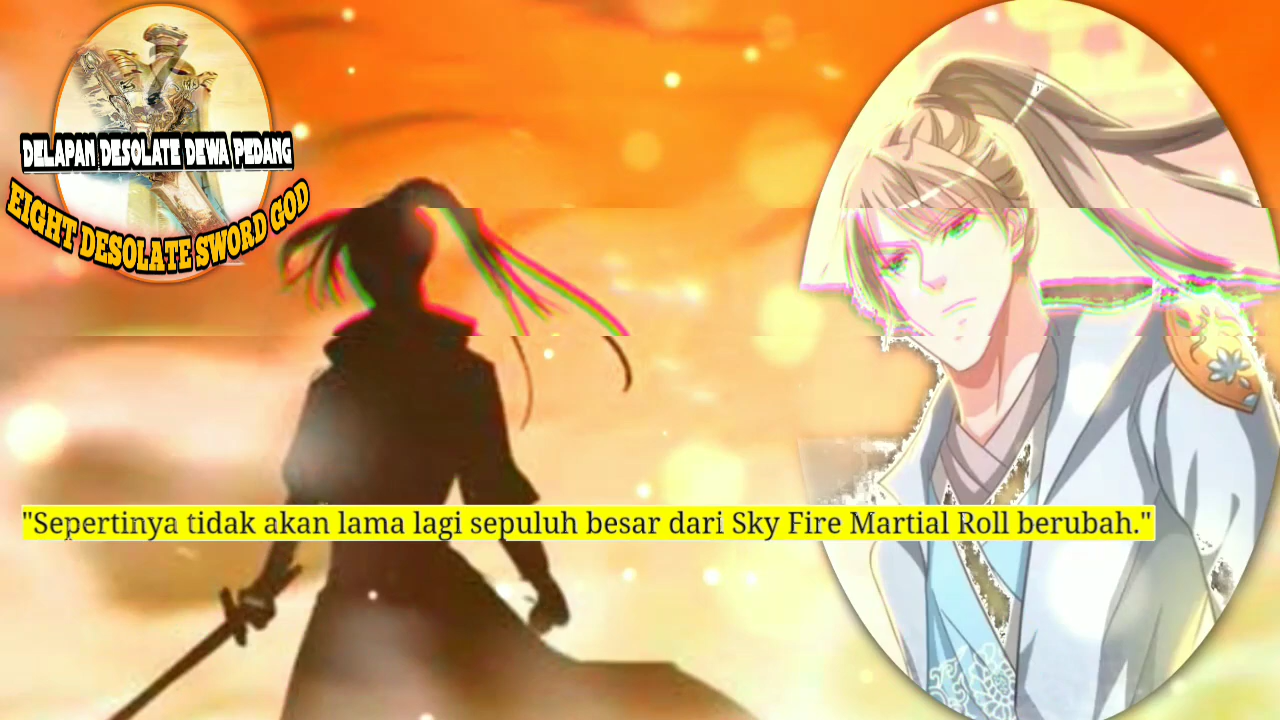 DELAPAN DESOLATE DEWA PEDANG
EIGHT DESOLATE SWORD GOD
"Sepertinya tidak akan lama lagi sepuluh besar dari Sky Fire Martial Roll berubah."